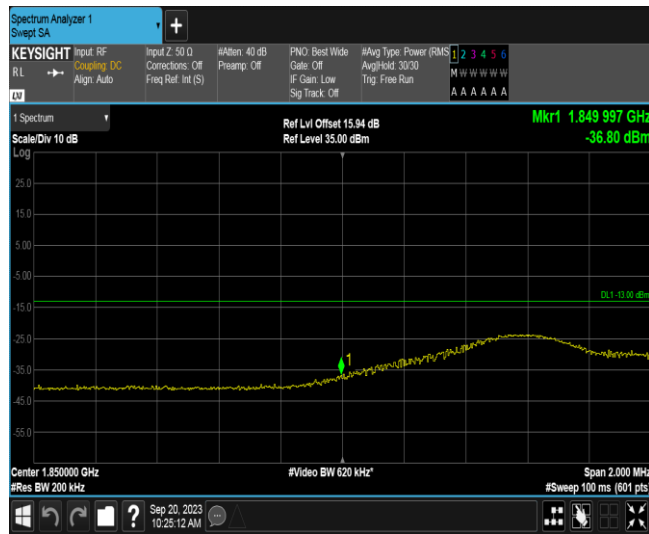 Spectrum Analyzer 1
Swept SA
+
KEYSIGHT Input: RF Input Z: 50 Ω #Atten: 40 dB PNO: Best Wide #Avg Type: Power (RMS 1 2 3 4 5 6
RL Coupling: DC Corrections: Off Preamp: Off Gate: Off Avg|Hold: 30/30 M W W W W W
Align: Auto Freq Ref: Int (S) IF Gain: Low Trig: Free Run
LXI Sig Track: Off A A A A A A
1 Spectrum Ref Lvl Offset 15.94 dB Mkr1 1.849 997 GHz
Scale/Div 10 dB Ref Level 35.00 dBm -36.80 dBm
Log
25.0
15.0
5.00
-5.00
DL1 -13.00 dBm
-15.0
-25.0
1
-35.0
-45.0
-55.0
Center 1.850000 GHz #Video BW 620 kHz* Span 2.000 MHz
#Res BW 200 kHz #Sweep 100 ms (601 pts
? Sep 20, 2023
10:25:12 AM